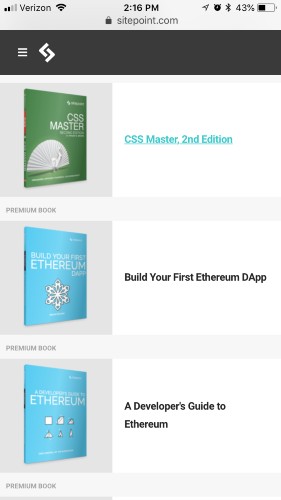 Verizon 2:16 PM 43%
sitepoint.com
CSS
MASTER
CSS Master, 2nd Edition
PREMIUM BOOK
BUILD YOUR FIRST
ETHEREUM
DAPP
Build Your First Ethereum DApp
PREMIUM BOOK
A DEVELOPER'S GUIDE TO
ETHEREUM
A Developer's Guide to
Ethereum
PREMIUM BOOK